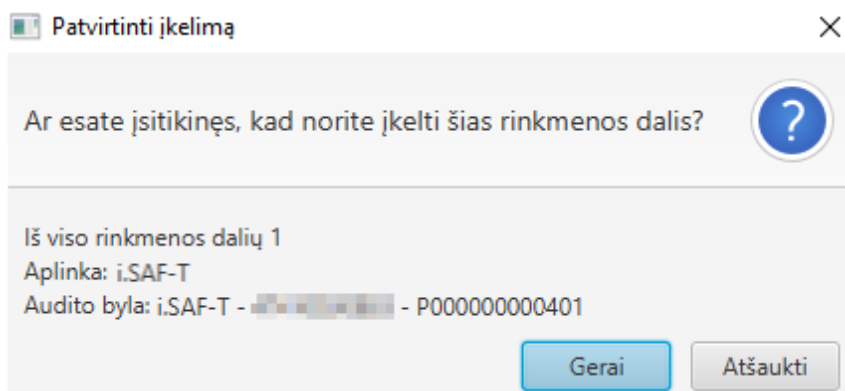 Patvirtinti įkelimą
Ar esate įsitikinęs, kad norite įkelti šias rinkmenos dalis?
Iš viso rinkmenos dalių 1
Aplinka: i.SAF-T
Audito byla: i.SAF-T - - P000000000401
Gerai Atšaukti